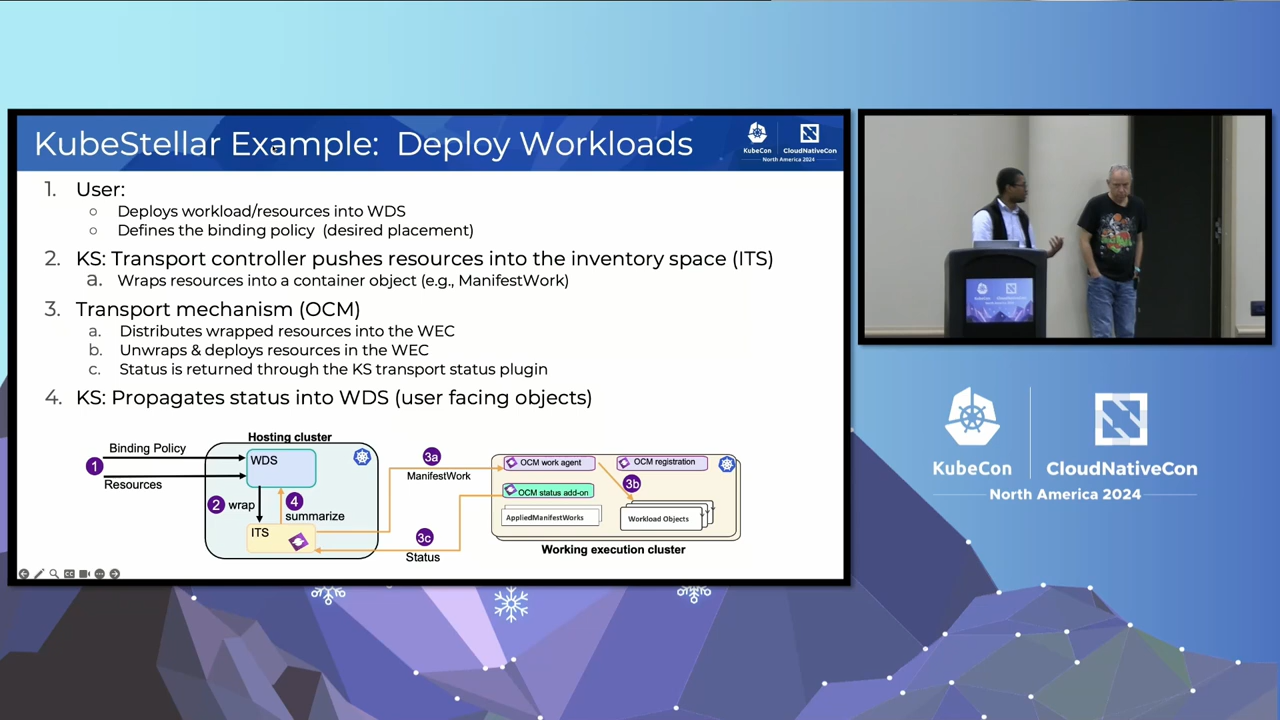 KubeStellar Example: Deploy Workloads
KubeCon
CloudNativeCon
North America 2024
1. User:
○ Deploys workload/resources into WDS
○ Defines the binding policy (desired placement)
2. KS: Transport controller pushes resources into the inventory space (ITS)
a. Wraps resources into a container object (e.g., ManifestWork)
3. Transport mechanism (OCM)
a. Distributes wrapped resources into the WEC
b. Unwraps & deploys resources in the WEC
c. Status is returned through the KS transport status plugin
4. KS: Propagates status into WDS (user facing objects)
Hosting cluster
Binding Policy
1
Resources
WDS
2 wrap
4
summarize
ITS
3a
ManifestWork
3c
Status
OCM work agent
OCM registration
3b
OCM status add-on
AppliedManifestWorks
Workload Objects
Working execution cluster
KubeCon
CloudNativeCon
North America 2024